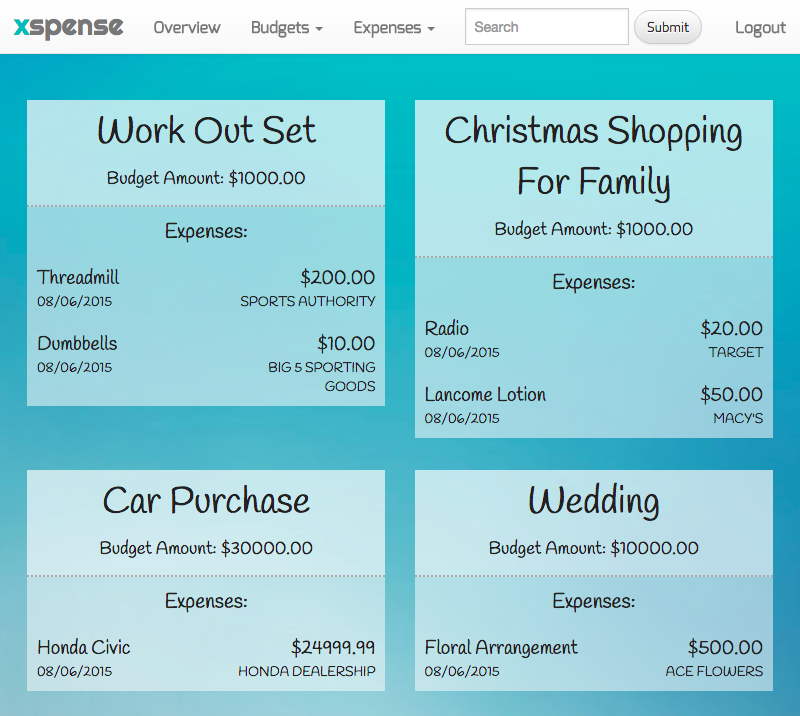 xspense Overview Budgets Expenses Search Submit Logout
Work Out Set
Budget Amount: $1000.00
Expenses:
Threadmill $200.00
08/06/2015 SPORTS AUTHORITY
Dumbbells $10.00
08/06/2015 BIG 5 SPORTING
GOODS
Christmas Shopping
For Family
Budget Amount: $1000.00
Expenses:
Radio $20.00
08/06/2015 TARGET
Lancome Lotion $50.00
08/06/2015 MACY'S
Car Purchase
Budget Amount: $30000.00
Expenses:
Honda Civic $24999.99
08/06/2015 HONDA DEALERSHIP
Wedding
Budget Amount: $10000.00
Expenses:
Floral Arrangement $500.00
08/06/2015 ACE FLOWERS